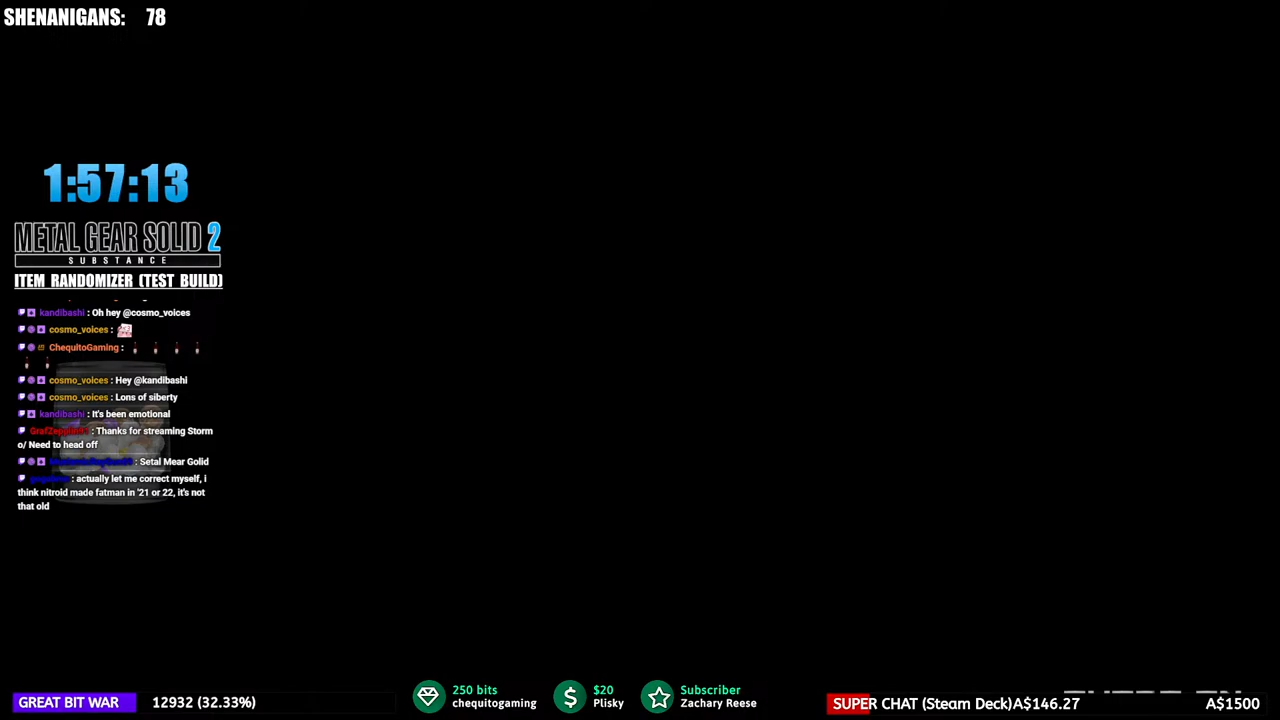 SHENANIGANS: 78
1:57:13
METAL GEAR SOLID 2
SUBSTANCE
ITEM RANDOMIZER (TEST BUILD)
kandibashi : Oh hey @cosmo_voices
cosmo_voices :
ChequitoGaming :
cosmo_voices : Hey @kandibashi
cosmo_voices : Lons of siberty
kandibashi : It's been emotional
: Thanks for streaming Storm
o/ Need to head off
: Setal Mear Golid
: actually let me correct myself, i
think nitroid made fatman in '21 or 22, it's not
that old
GREAT BIT WAR 12932 (32.33%)
250 bits
chequitogaming
$20
Plisky
Subscriber
Zachary Reese
SUPER CHAT (Steam Deck)A$146.27 A$1500